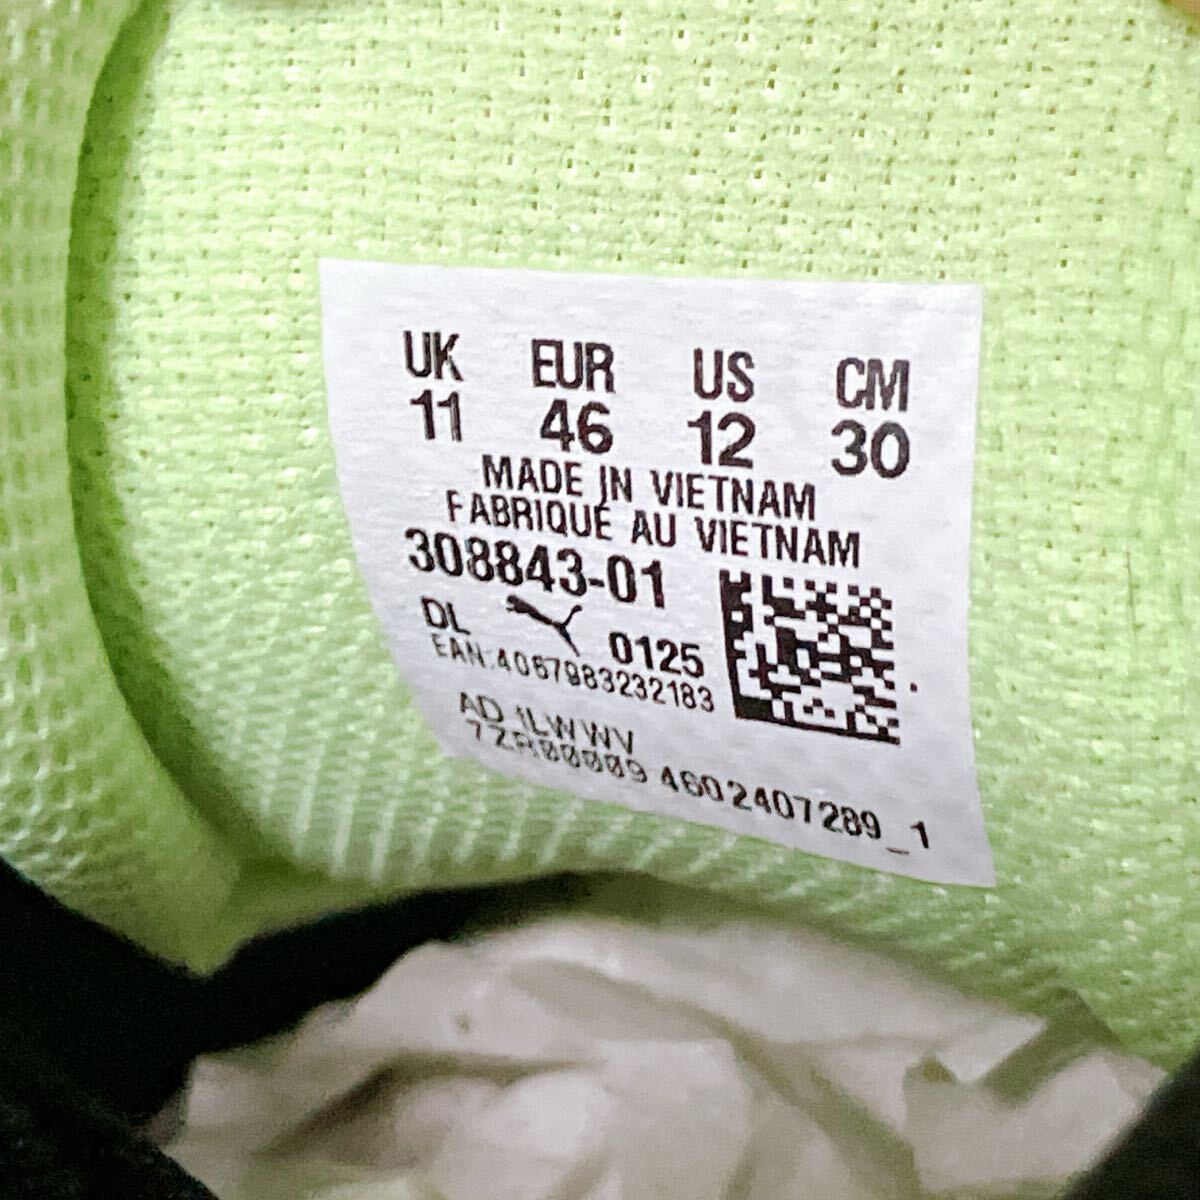 UK EUR US CM
11 46 12 30
MADE IN VIETNAM
FABRIQUÉ AU VIETNAM
308843-01
DL 0125
EAN:4067983232183
AD 1LWWV
7ZR00009 4602407289_1